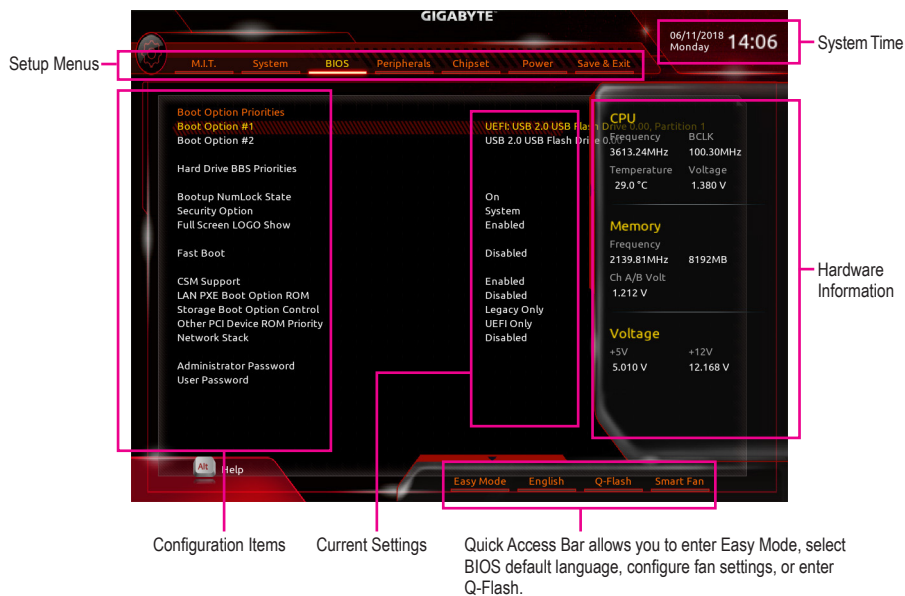 GIGABYTE™
06/11/2018
Monday
14:06
System Time
Setup Menus
M.I.T. System BIOS Peripherals Chipset Power Save & Exit
Boot Option Priorities
Boot Option #1 UEFI: USB 2.0 USB Flash Drive 0.00, Partition 1
Boot Option #2 USB 2.0 USB Flash Drive 0.00
Hard Drive BBS Priorities
Bootup NumLock State On
Security Option System
Full Screen LOGO Show Enabled
Fast Boot Disabled
CSM Support Enabled
LAN PXE Boot Option ROM Disabled
Storage Boot Option Control Legacy Only
Other PCI Device ROM Priority UEFI Only
Network Stack Disabled
Administrator Password
User Password
CPU
Frequency BCLK
3613.24MHz 100.30MHz
Temperature Voltage
29.0 °C 1.380 V
Memory
Frequency
2139.81MHz 8192MB
Ch A/B Volt
1.212 V
Voltage
+5V +12V
5.010 V 12.168 V
Hardware
Information
Alt Help
Easy Mode English Q-Flash Smart Fan
Configuration Items
Current Settings
Quick Access Bar allows you to enter Easy Mode, select
BIOS default language, configure fan settings, or enter
Q-Flash.